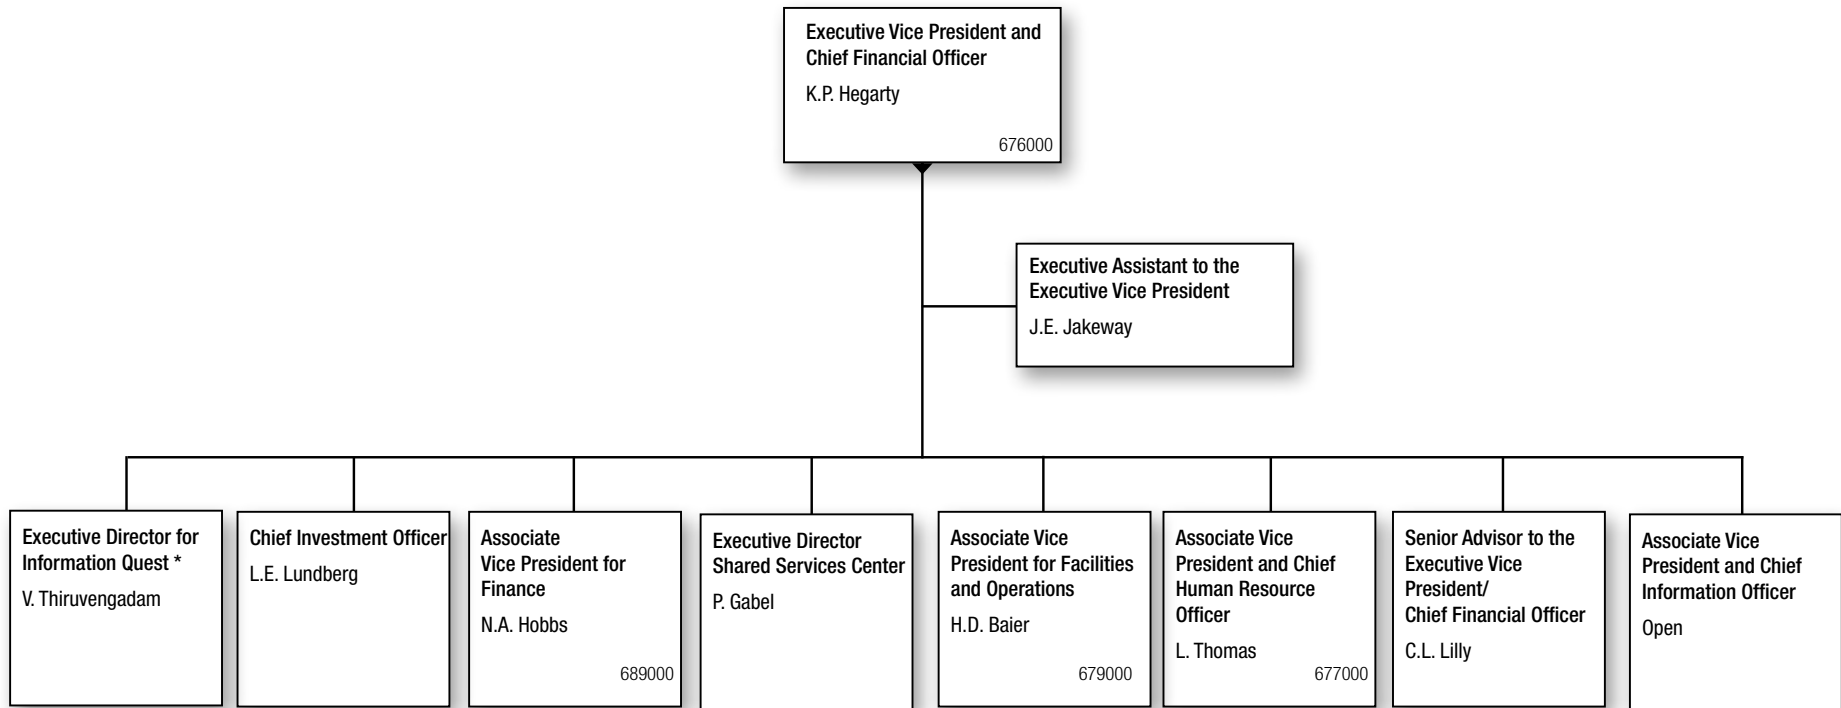 Executive Vice President and
Chief Financial Officer
K.P. Hegarty
676000
Executive Assistant to the
Executive Vice President
J.E. Jakeway
Executive Director for
Information Quest *
V. Thiruvengadam
Chief Investment Officer
L.E. Lundberg
Associate
Vice President for
Finance
N.A. Hobbs
689000
Executive Director
Shared Services Center
P. Gabel
Associate Vice
President for Facilities
and Operations
H.D. Baier
679000
Associate Vice
President and Chief
Human Resource
Officer
L. Thomas
677000
Senior Advisor to the
Executive Vice
President/
Chief Financial Officer
C.L. Lilly
Associate Vice
President and Chief
Information Officer
Open